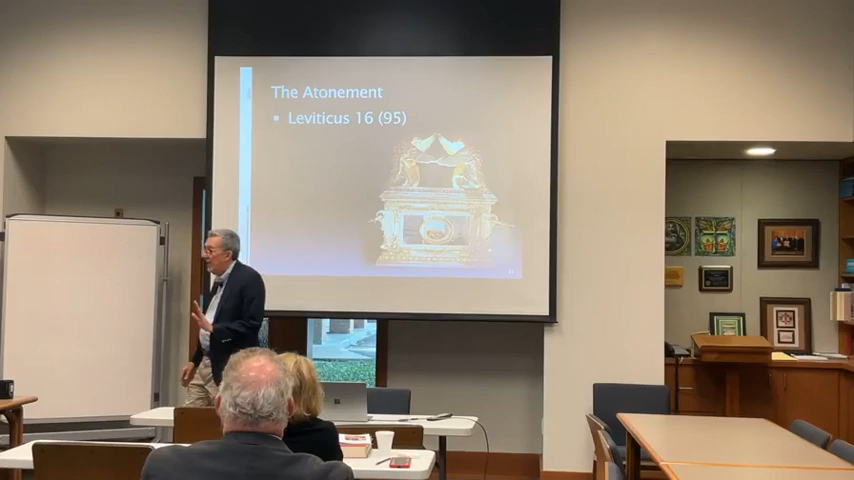 The Atonement
Leviticus 16 (95)